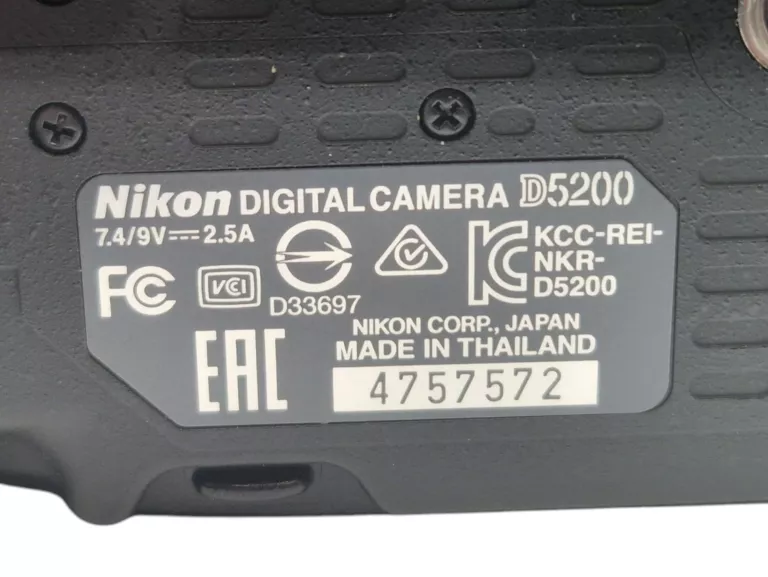 Nikon DIGITAL CAMERA D5200
7.4/9V⎓2.5A
FC VCI D33697 KC KCC-REI-
NKR-
D5200
EAC NIKON CORP., JAPAN
MADE IN THAILAND
4757572